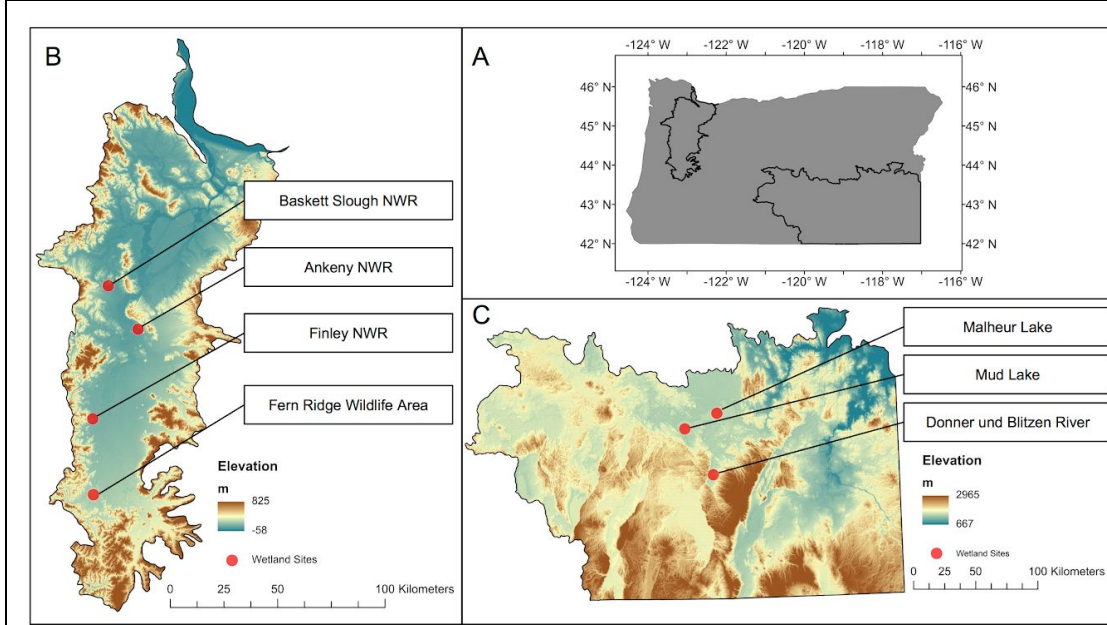 B
Baskett Slough NWR
Ankeny NWR
Finley NWR
Fern Ridge Wildlife Area
Elevation
m
825
-58
Wetland Sites
0 25 50 100 Kilometers
A
-124° W -122° W -120° W -118° W -116° W
46° N 46° N
45° N 45° N
44° N 44° N
43° N 43° N
42° N 42° N
-124° W -122° W -120° W -118° W -116° W
C
Malheur Lake
Mud Lake
Donner und Blitzen River
Elevation
m
2965
667
Wetland Sites
0 25 50 100 Kilometers